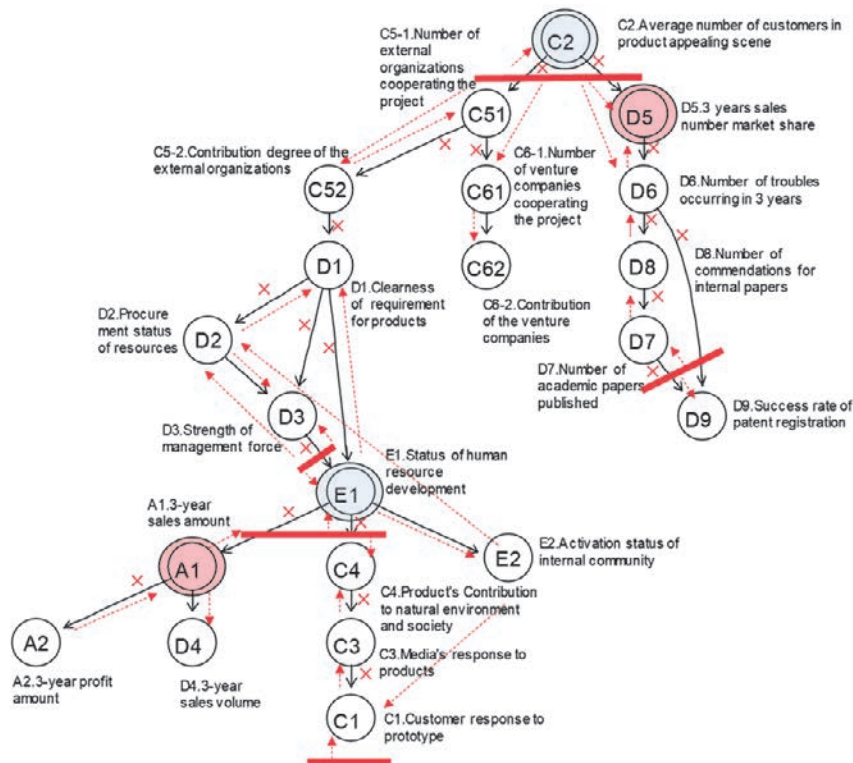 C5-1.Number of
external
organizations
cooperating the
project
C2
C2.Average number of customers in
product appealing scene
C51
D5
D5.3 years sales
number market share
C5-2.Contribution degree of the
external organizations
C52
C61
C6-1.Number
of venture
companies
cooperating
the project
D6
D6.Number of troubles
occurring in 3 years
D1
C62
D8
D8.Number of
commendations for
internal papers
D1.Clearness
of requirement
for products
D2.Procure
ment status
of resources
D2
C6-2.Contribution
of the venture
companies
D7
D7.Number of
academic papers
published
D3
D9
D9.Success rate of
patent registration
D3.Strength of
management force
E1.Status of human
resource
development
E1
A1.3-year
sales amount
A1
C4
E2
E2.Activation status of
internal community
C4.Product's Contribution
to natural environment
and society
A2
D4
C3
C3.Media's response to
products
A2.3-year profit
amount
D4.3-year
sales volume
C1
C1.Customer response to
prototype